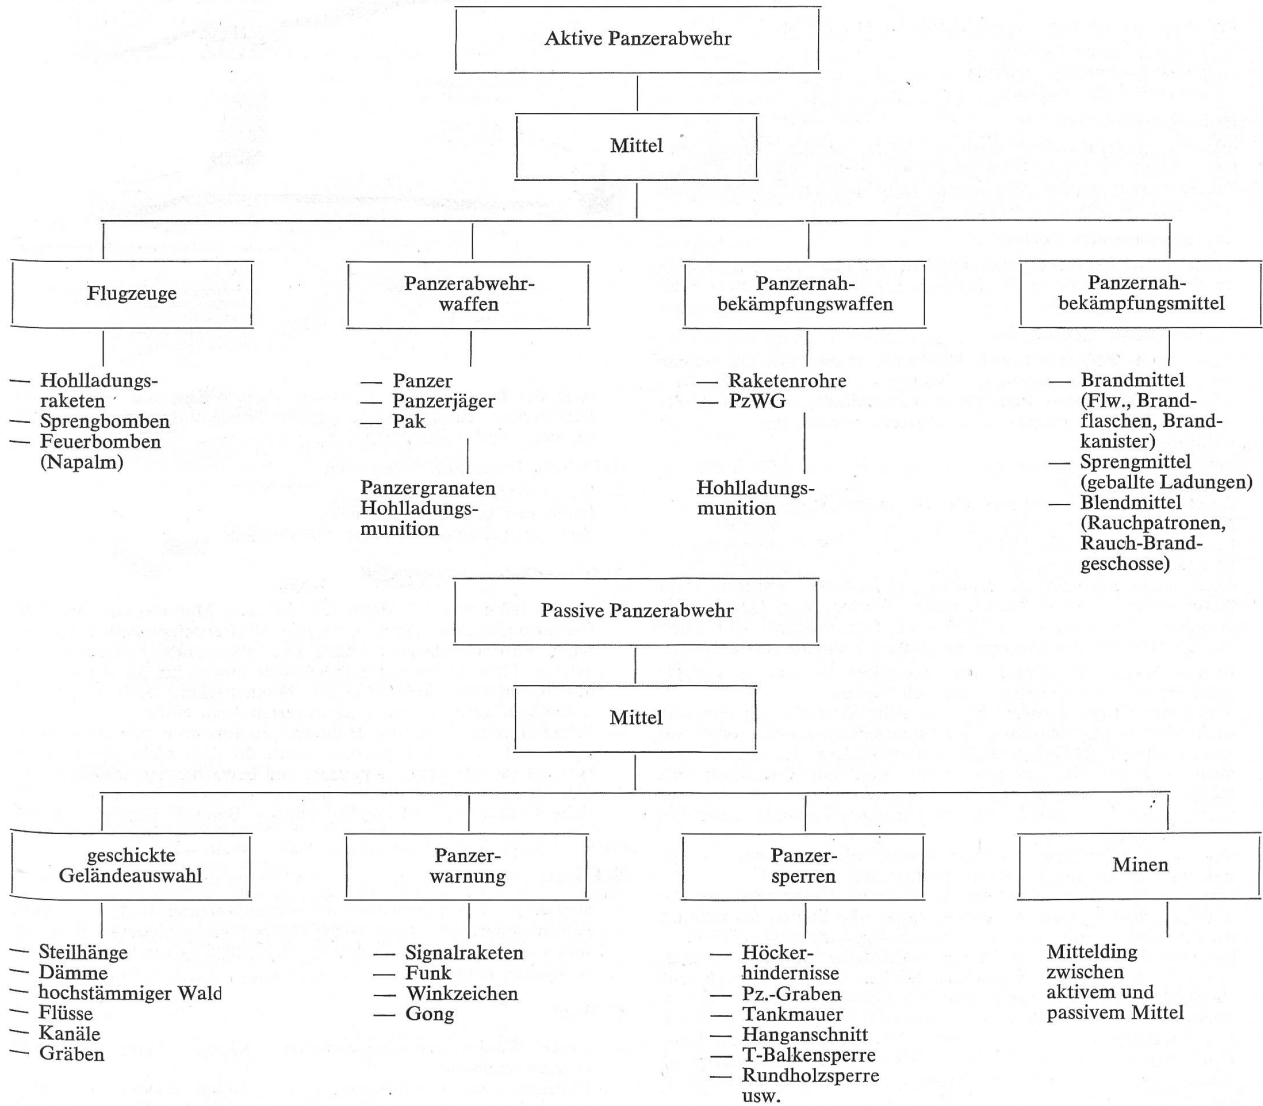 Aktive Panzerabwehr
Mittel
Flugzeuge
— Hohlladungs-
raketen
— Sprengbomben
— Feuerbomben
(Napalm)
Panzerabwehr-
waffen
— Panzer
— Panzerjäger
— Pak
Panzergranaten
Hohlladungs-
munition
Panzernah-
bekämpfungswaffen
— Raketenrohre
— PzWG
Hohlladungs-
munition
Panzernah-
bekämpfungsmittel
— Brandmittel
(Flw., Brand-
flaschen, Brand-
kanister)
— Sprengmittel
(geballte Ladungen)
— Blendmittel
(Rauchpatronen,
Rauch-Brand-
geschosse)
Passive Panzerabwehr
Mittel
geschickte
Geländeauswahl
— Steilhänge
— Dämme
— hochstämmiger Wald
— Flüsse
— Kanäle
— Gräben
Panzer-
warnung
— Signalraketen
— Funk
— Winkzeichen
— Gong
Panzer-
sperren
— Höcker-
hindernisse
— Pz.-Graben
— Tankmauer
— Hanganschnitt
— T-Balkensperre
— Rundholzsperre
usw.
Minen
Mittelding
zwischen
aktivem und
passivem Mittel